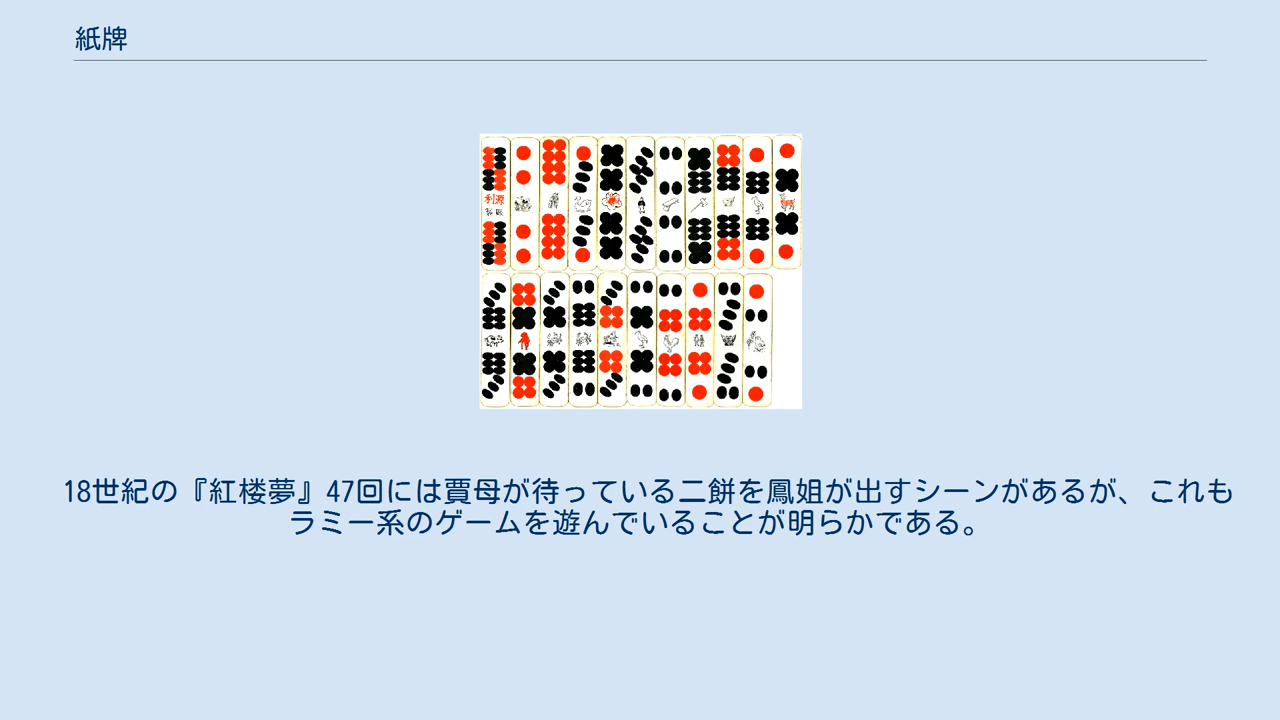 紙牌
利源
18世紀の『紅楼夢』47回には賈母が待っている二餅を鳳姐が出すシーンがあるが、これも
ラミー系のゲームを遊んでいることが明らかである。